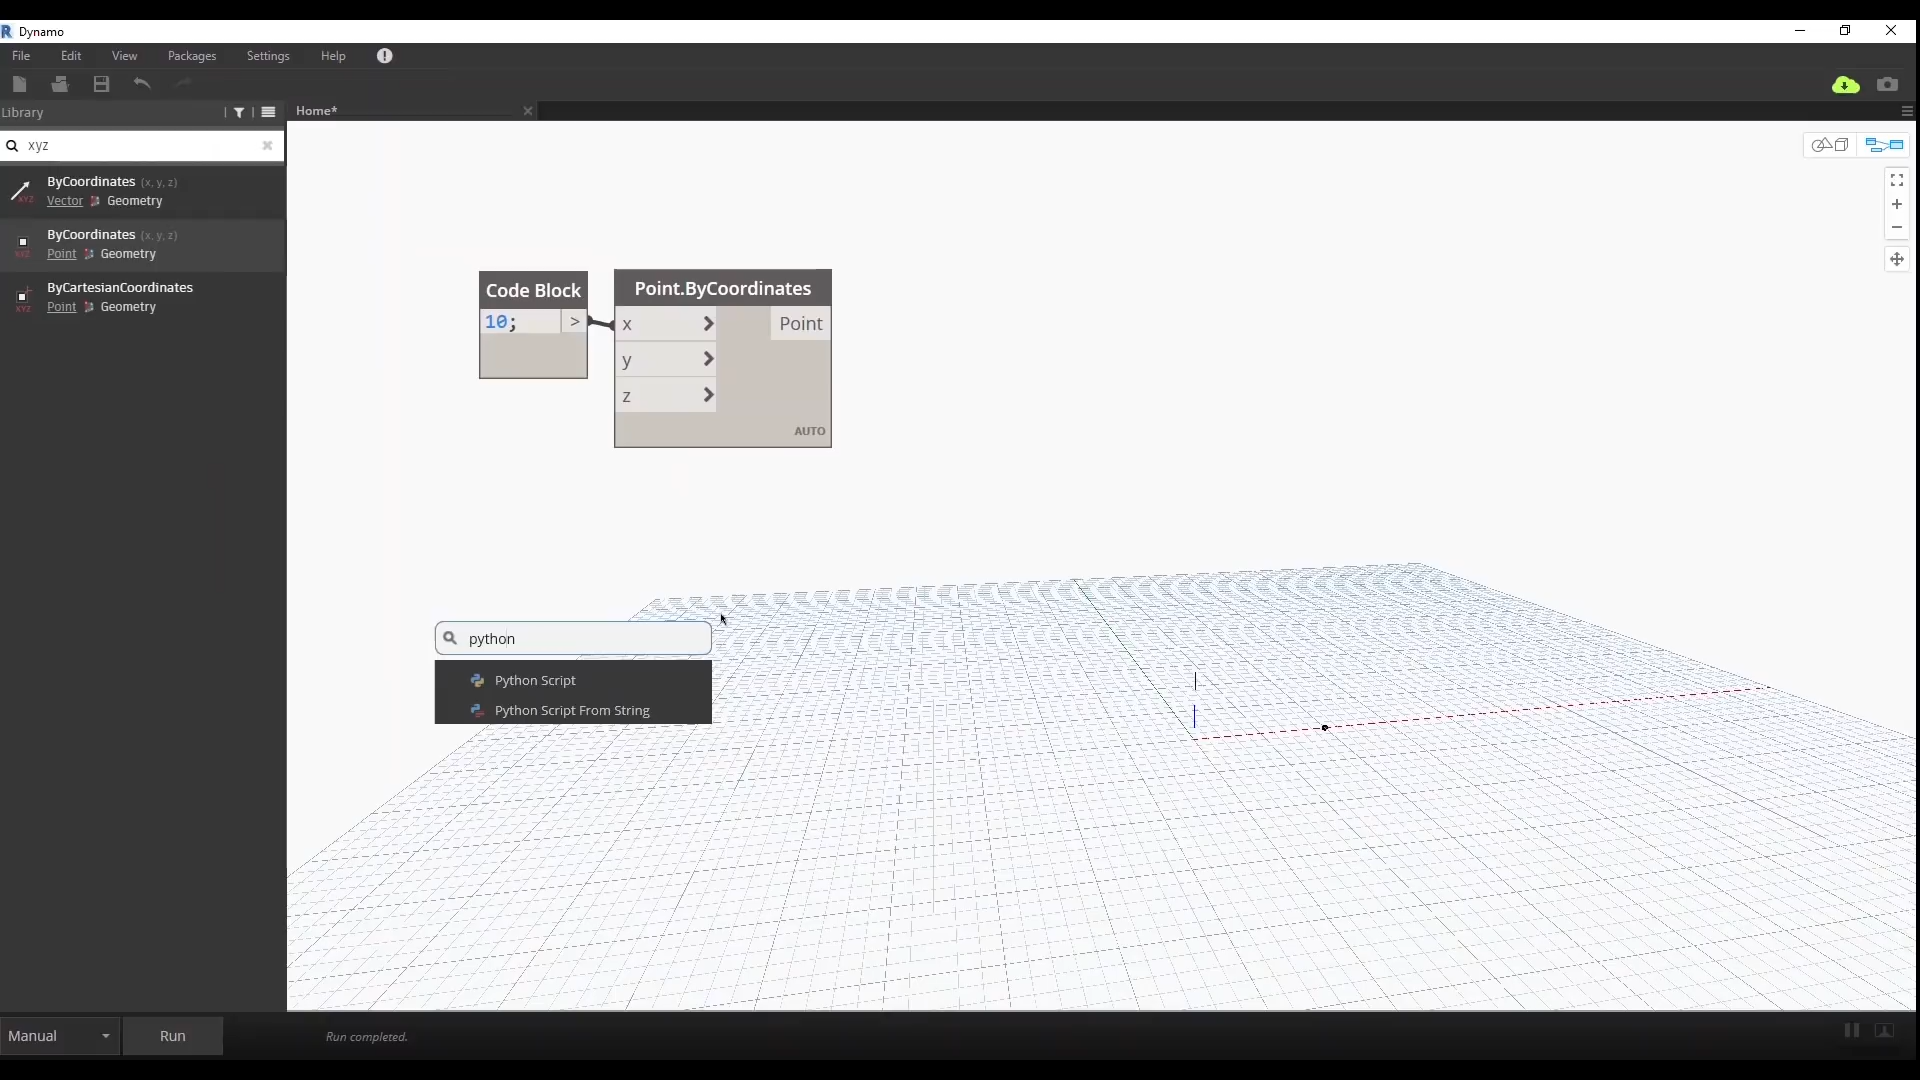 Dynamo
File Edit View Packages Settings Help
Library
Home*
xyz
ByCoordinates (x, y, z)
Vector Geometry
ByCoordinates (x, y, z)
Point Geometry
ByCartesianCoordinates
Point Geometry
Code Block
10; >
Point.ByCoordinates
x Point
y
z
AUTO
python
Python Script
Python Script From String
Manual Run Run completed.